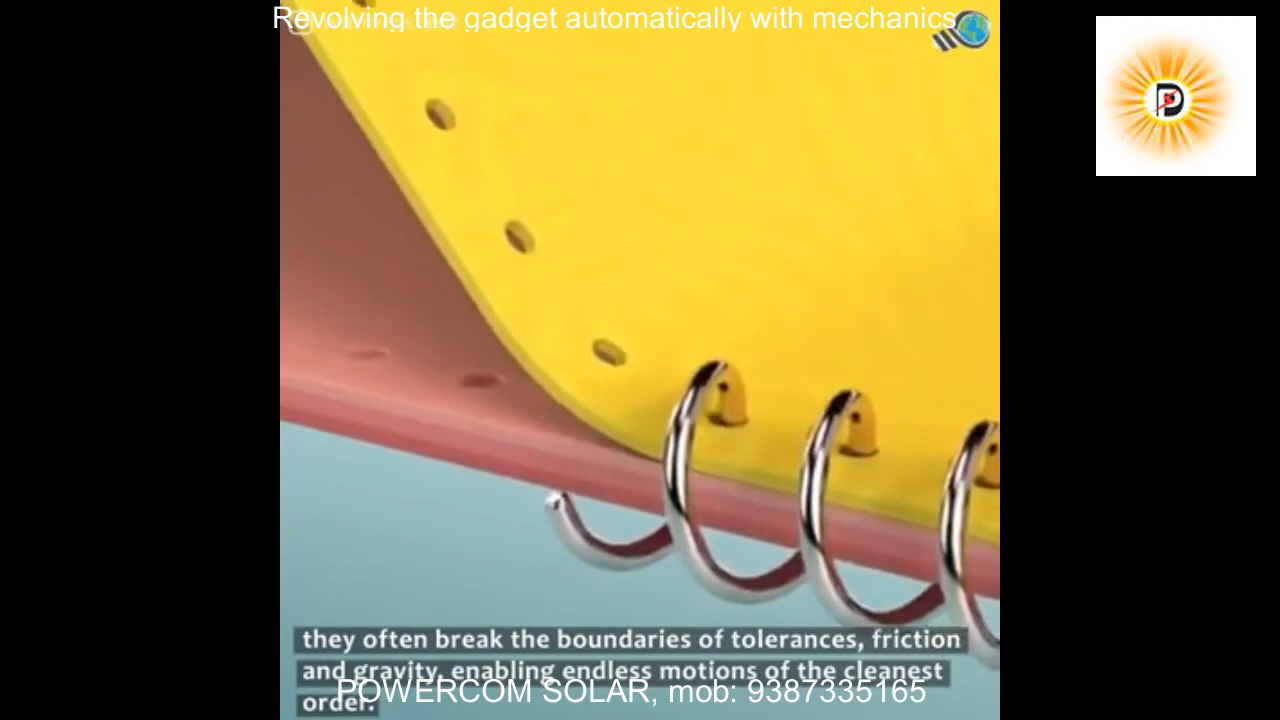 Revolving the gadget automatically with mechanics
they often break the boundaries of tolerances, friction
and gravity, enabling endless motions of the cleanest
order.
POWERCOM SOLAR, mob: 9387335165